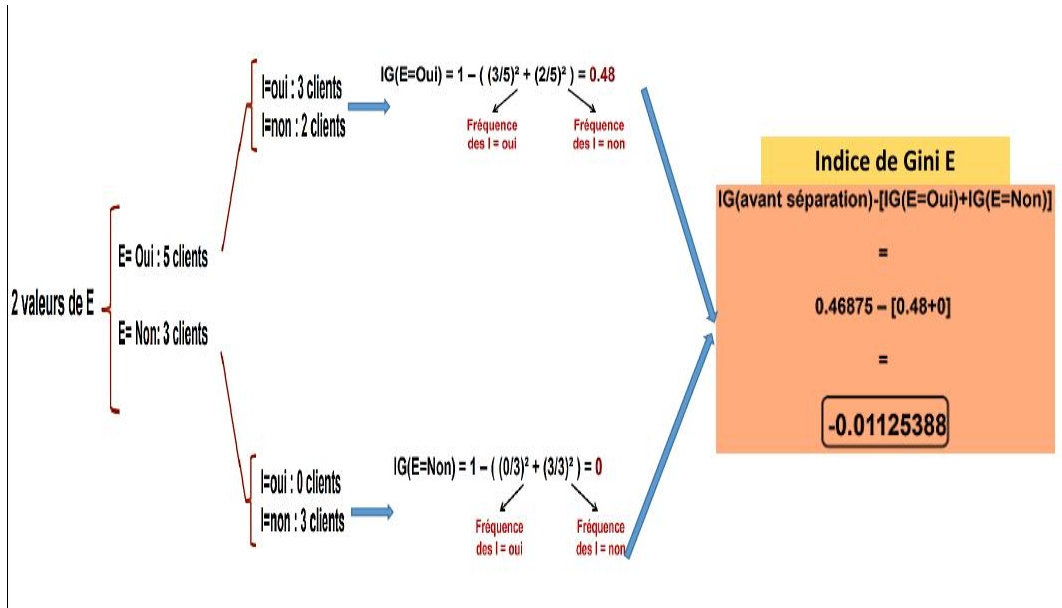 2 valeurs de E
E= Oui : 5 clients
E= Non: 3 clients
I=oui : 3 clients
I=non : 2 clients
IG(E=Oui) = 1 – ( (3/5)² + (2/5)² ) = 0.48
Fréquence
des I = oui
Fréquence
des I = non
I=oui : 0 clients
I=non : 3 clients
IG(E=Non) = 1 – ( (0/3)² + (3/3)² ) = 0
Fréquence
des I = oui
Fréquence
des I = non
Indice de Gini E
IG(avant séparation)-[IG(E=Oui)+IG(E=Non)]
=
0.46875 – [0.48+0]
=
-0.01125388